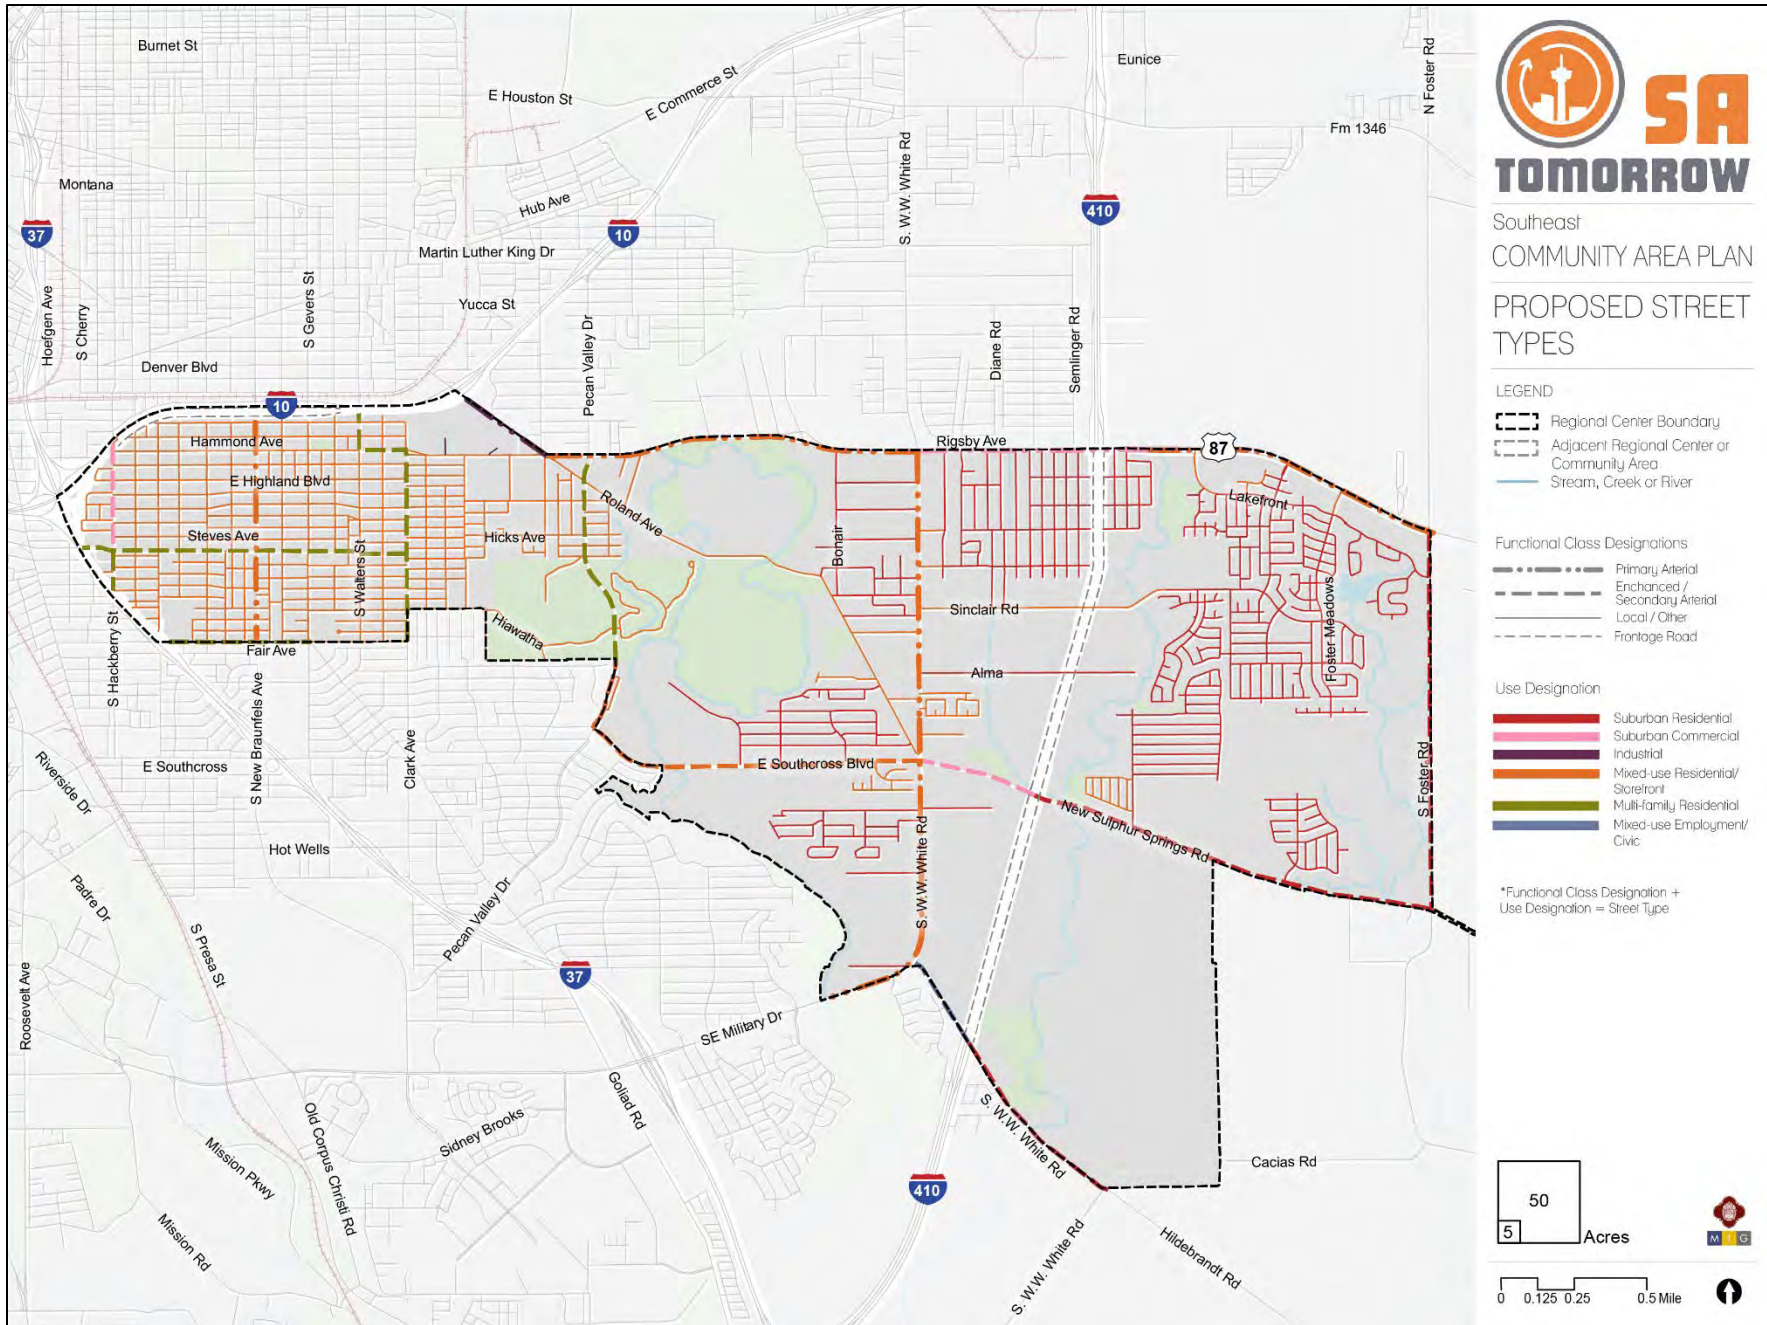 Burnet St
Eunice
N Foster Rd
E Houston St
E Commerce St
Fm 1346
S. W.W. White Rd
Montana
Hub Ave
37
10
410
Martin Luther King Dr
S Gevers St
Yucca St
Hoefgen Ave
S Cherry
Pecan Valley Dr
Diane Rd
Semlinger Rd
Denver Blvd
10
Hammond Ave
Rigsby Ave
87
E Highland Blvd
Roland Ave
Lakefront
Steves Ave
Hicks Ave
Bonair
S Walters St
Sinclair Rd
Foster Meadows
S Hackberry St
Hiawatha
Fair Ave
Alma
S New Braunfels Ave
Clark Ave
E Southcross
E Southcross Blvd
S Foster Rd
Riverside Dr
New Sulphur Springs Rd
Hot Wells
S. W.W. White Rd
Padre Dr
Pecan Valley Dr
S Presa St
37
Roosevelt Ave
SE Military Dr
Goliad Rd
Old Corpus Christi Rd
Sidney Brooks
S. W.W. White Rd
Mission Pkwy
Cacias Rd
410
Mission Rd
S. W.W. White Rd
Hildebrandt Rd
SA
TOMORROW
Southeast
COMMUNITY AREA PLAN
PROPOSED STREET
TYPES
LEGEND
Regional Center Boundary
Adjacent Regional Center or
Community Area
Stream, Creek or River
Functional Class Designations
Primary Arterial
Enchanced /
Secondary Arterial
Local / Other
Frontage Road
Use Designation
Suburban Residential
Suburban Commercial
Industrial
Mixed-use Residential/
Storefront
Multi-family Residential
Mixed-use Employment/
Civic
*Functional Class Designation +
Use Designation = Street Type
50
5
Acres
M I G
0 0.125 0.25 0.5 Mile